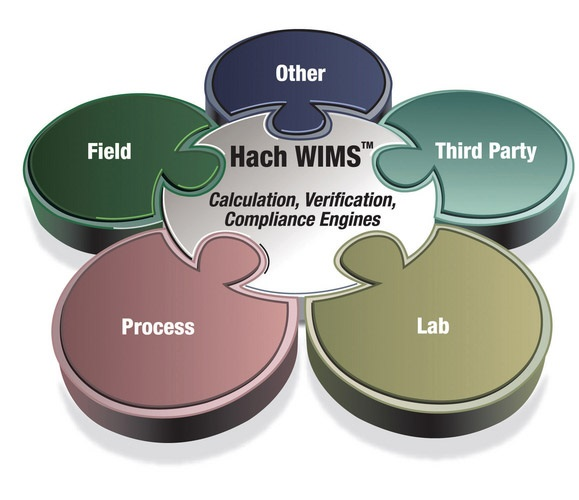 Other
Field
Hach WIMS™
Third Party
Calculation, Verification,
Compliance Engines
Process
Lab